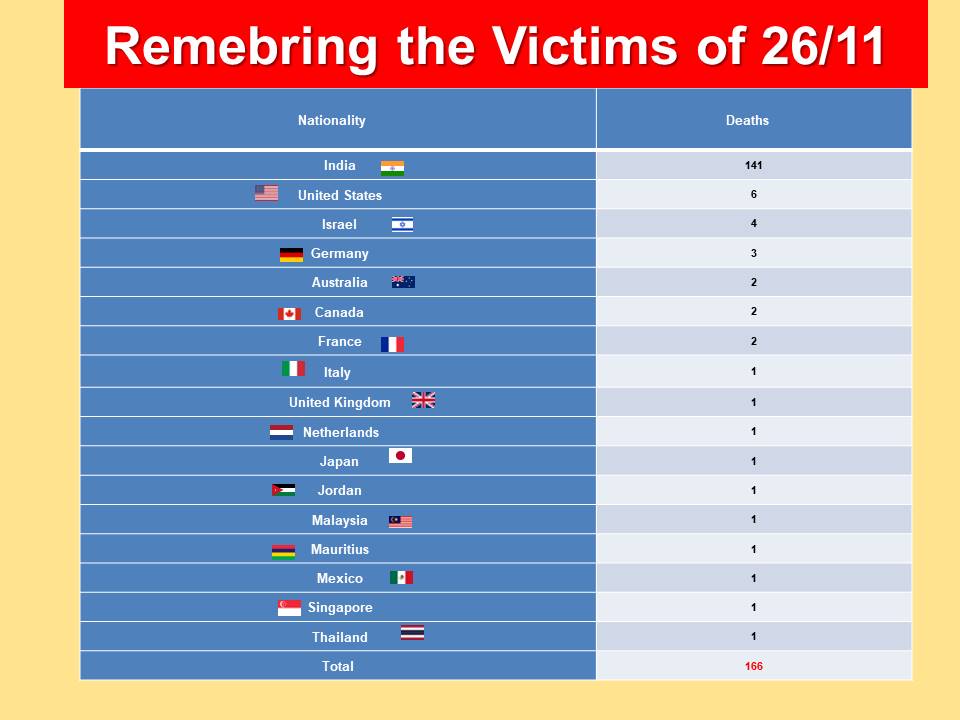 Remebring the Victims of 26/11
Nationality Deaths
India 141
United States 6
Israel 4
Germany 3
Australia 2
Canada 2
France 2
Italy 1
United Kingdom 1
Netherlands 1
Japan 1
Jordan 1
Malaysia 1
Mauritius 1
Mexico 1
Singapore 1
Thailand 1
Total 166